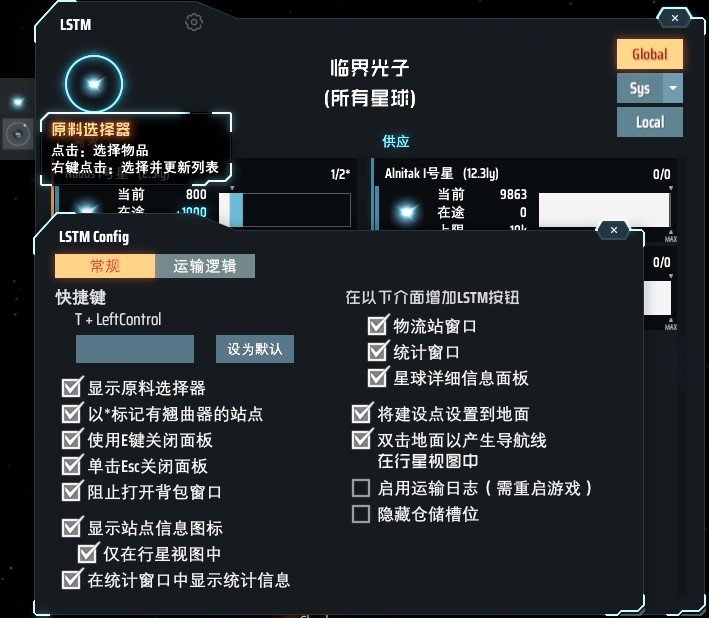 LSTM
临界光子
(所有星球)
Global
Sys
Local
原料选择器
点击：选择物品
右键点击：选择并更新列表
供应
1/2*
当前 800
在途 +1000
Alnitak I号星 (12.3ly)
0/0
当前 9863
在途 0
上限 10k
MAX
0/0
MAX
LSTM Config
常规
运输逻辑
快捷键
T + LeftControl
设为默认
显示原料选择器
以*标记有翘曲器的站点
使用E键关闭面板
单击Esc关闭面板
阻止打开背包窗口
显示站点信息图标
仅在行星视图中
在统计窗口中显示统计信息
在以下介面增加LSTM按钮
物流站窗口
统计窗口
星球详细信息面板
将建设点设置到地面
双击地面以产生导航线
在行星视图中
启用运输日志（需重启游戏）
隐藏仓储槽位